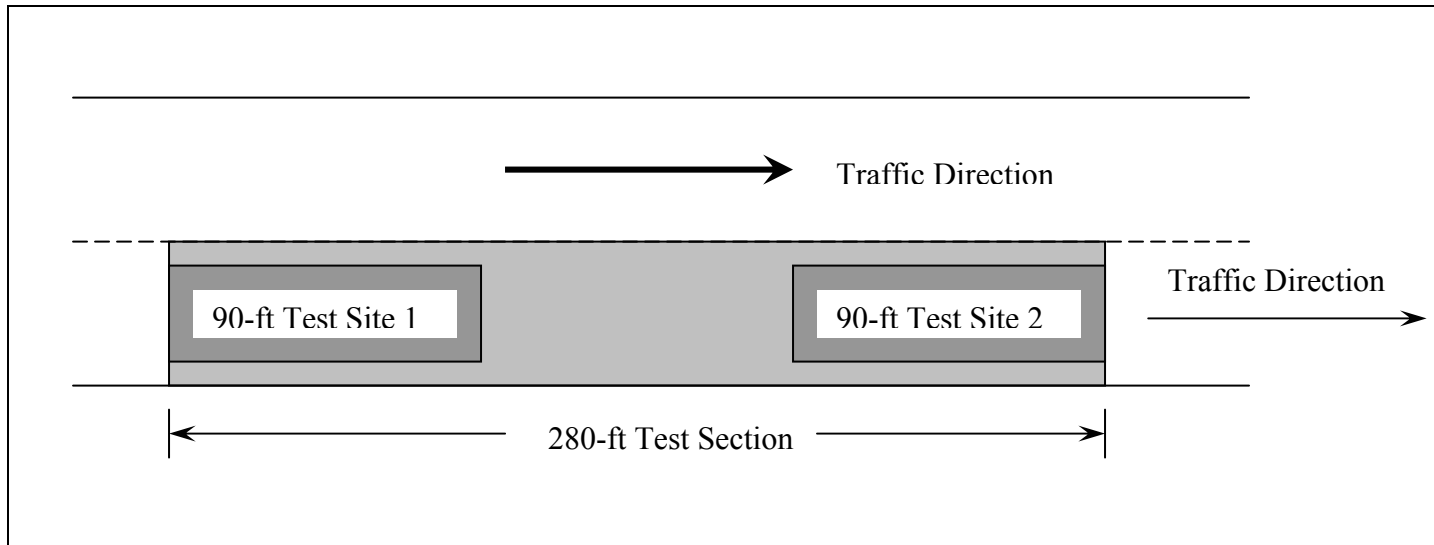 Traffic Direction
Traffic Direction
90-ft Test Site 1
90-ft Test Site 2
280-ft Test Section